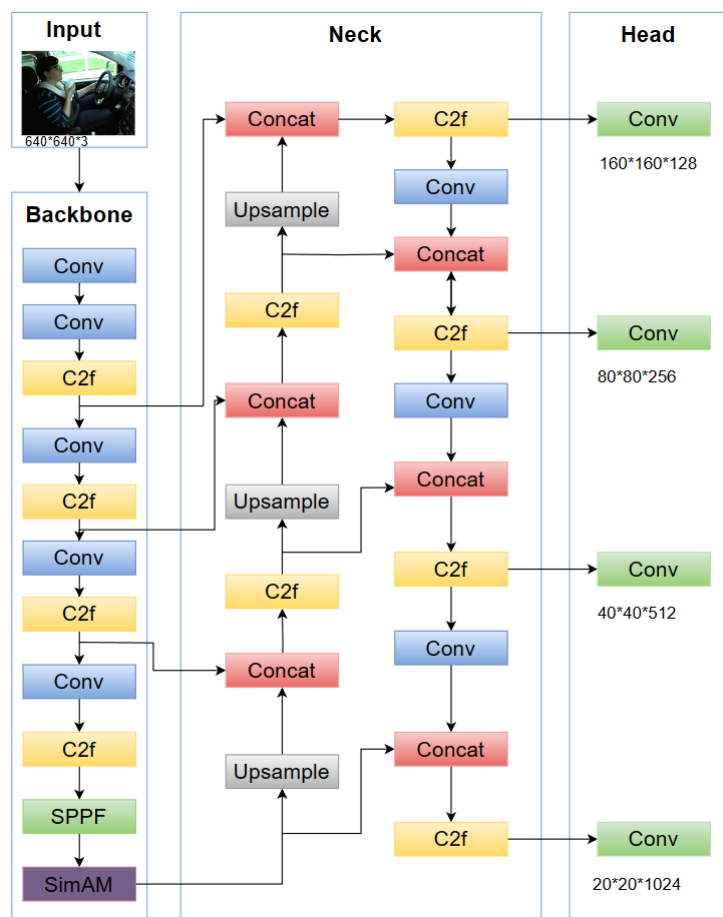 Input
640*640*3
Backbone
Conv
Conv
C2f
Conv
C2f
Conv
C2f
Conv
C2f
SPPF
SimAM
Neck
Concat
Upsample
C2f
Concat
Upsample
C2f
Concat
Upsample
C2f
Conv
Concat
C2f
Conv
Concat
C2f
Conv
Concat
C2f
Head
Conv
160*160*128
Conv
80*80*256
Conv
40*40*512
Conv
20*20*1024